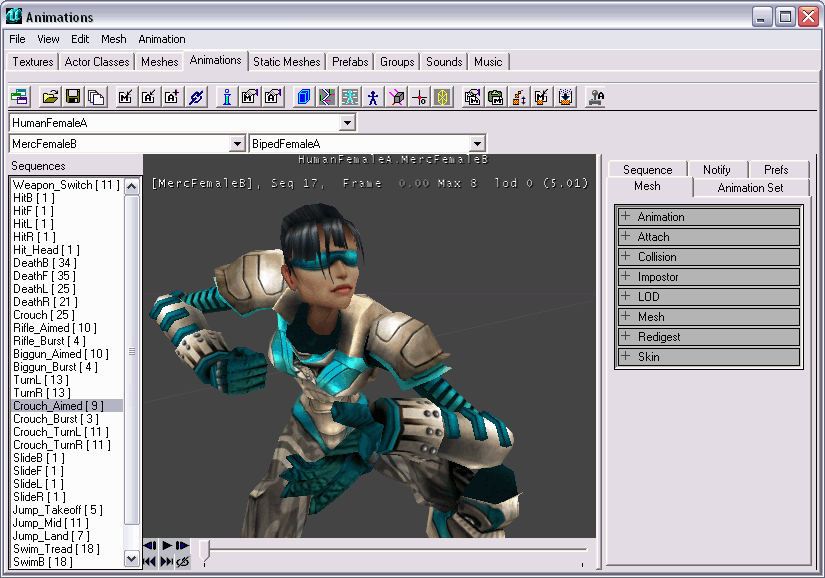 Animations
File View Edit Mesh Animation
Textures Actor Classes Meshes Animations Static Meshes Prefabs Groups Sounds Music
HumanFemaleA
MercFemaleB BipedFemaleA
Sequences
Weapon_Switch [ 11 ]
HitB [ 1 ]
HitF [ 1 ]
HitL [ 1 ]
HitR [ 1 ]
Hit_Head [ 1 ]
DeathB [ 34 ]
DeathF [ 35 ]
DeathL [ 25 ]
DeathR [ 21 ]
Crouch [ 25 ]
Rifle_Aimed [ 10 ]
Rifle_Burst [ 4 ]
Biggun_Aimed [ 10 ]
Biggun_Burst [ 4 ]
TurnL [ 13 ]
TurnR [ 13 ]
Crouch_Aimed [ 9 ]
Crouch_Burst [ 3 ]
Crouch_TurnL [ 11 ]
Crouch_TurnR [ 11 ]
SlideB [ 1 ]
SlideF [ 1 ]
SlideL [ 1 ]
SlideR [ 1 ]
Jump_Takeoff [ 5 ]
Jump_Mid [ 11 ]
Jump_Land [ 7 ]
Swim_Tread [ 18 ]
SwimB [ 18 ]
HumanFemaleA.MercFemaleB
[MercFemaleB], Seq 17, Frame 0.00 Max 8 lod 0 (5.01)
Sequence Notify Prefs
Mesh Animation Set
+ Animation
+ Attach
+ Collision
+ Impostor
+ LOD
+ Mesh
+ Redigest
+ Skin